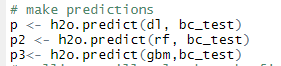 # make predictions
p <- h2o.predict(dl, bc_test)
p2 <- h2o.predict(rf, bc_test)
p3<- h2o.predict(gbm,bc_test)